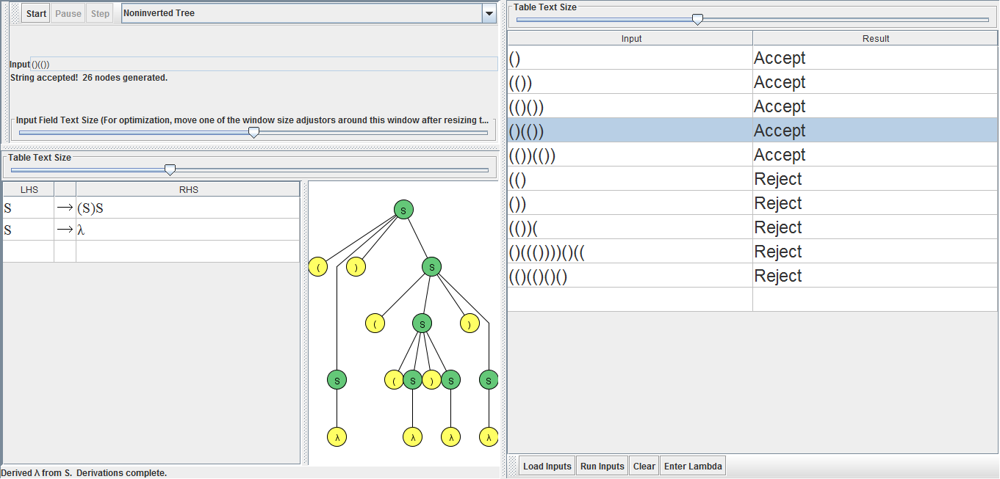 Start Pause Step Noninverted Tree
Input ()(())
String accepted! 26 nodes generated.
Input Field Text Size (For optimization, move one of the window size adjustors around this window after resizing t...
Table Text Size
LHS RHS
S → (S)S
S → λ
S
( ) S
( S )
S ( S ) S S
λ λ λ λ
Derived λ from S. Derivations complete.
Table Text Size
Input Result
() Accept
(()) Accept
(()()) Accept
()(()) Accept
(())(()) Accept
(() Reject
()) Reject
(())( Reject
()((())))()(( Reject
(()(()()() Reject
Load Inputs Run Inputs Clear Enter Lambda